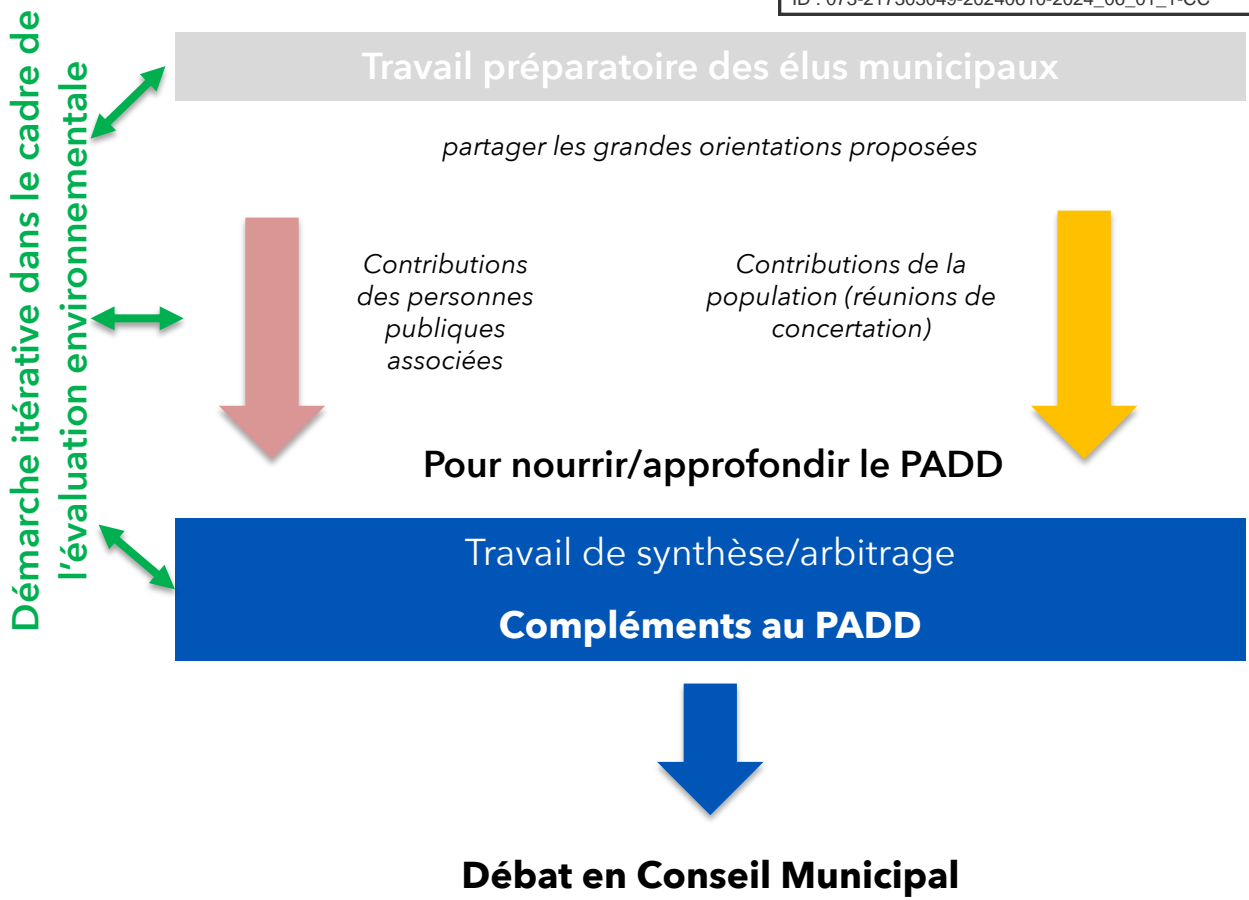 Travail préparatoire des élus municipaux
partager les grandes orientations proposées
Démarche itérative dans le cadre de
l'évaluation environnementale
Contributions
des personnes
publiques
associées
Contributions de la
population (réunions de
concertation)
Pour nourrir/approfondir le PADD
Travail de synthèse/arbitrage
Compléments au PADD
Débat en Conseil Municipal